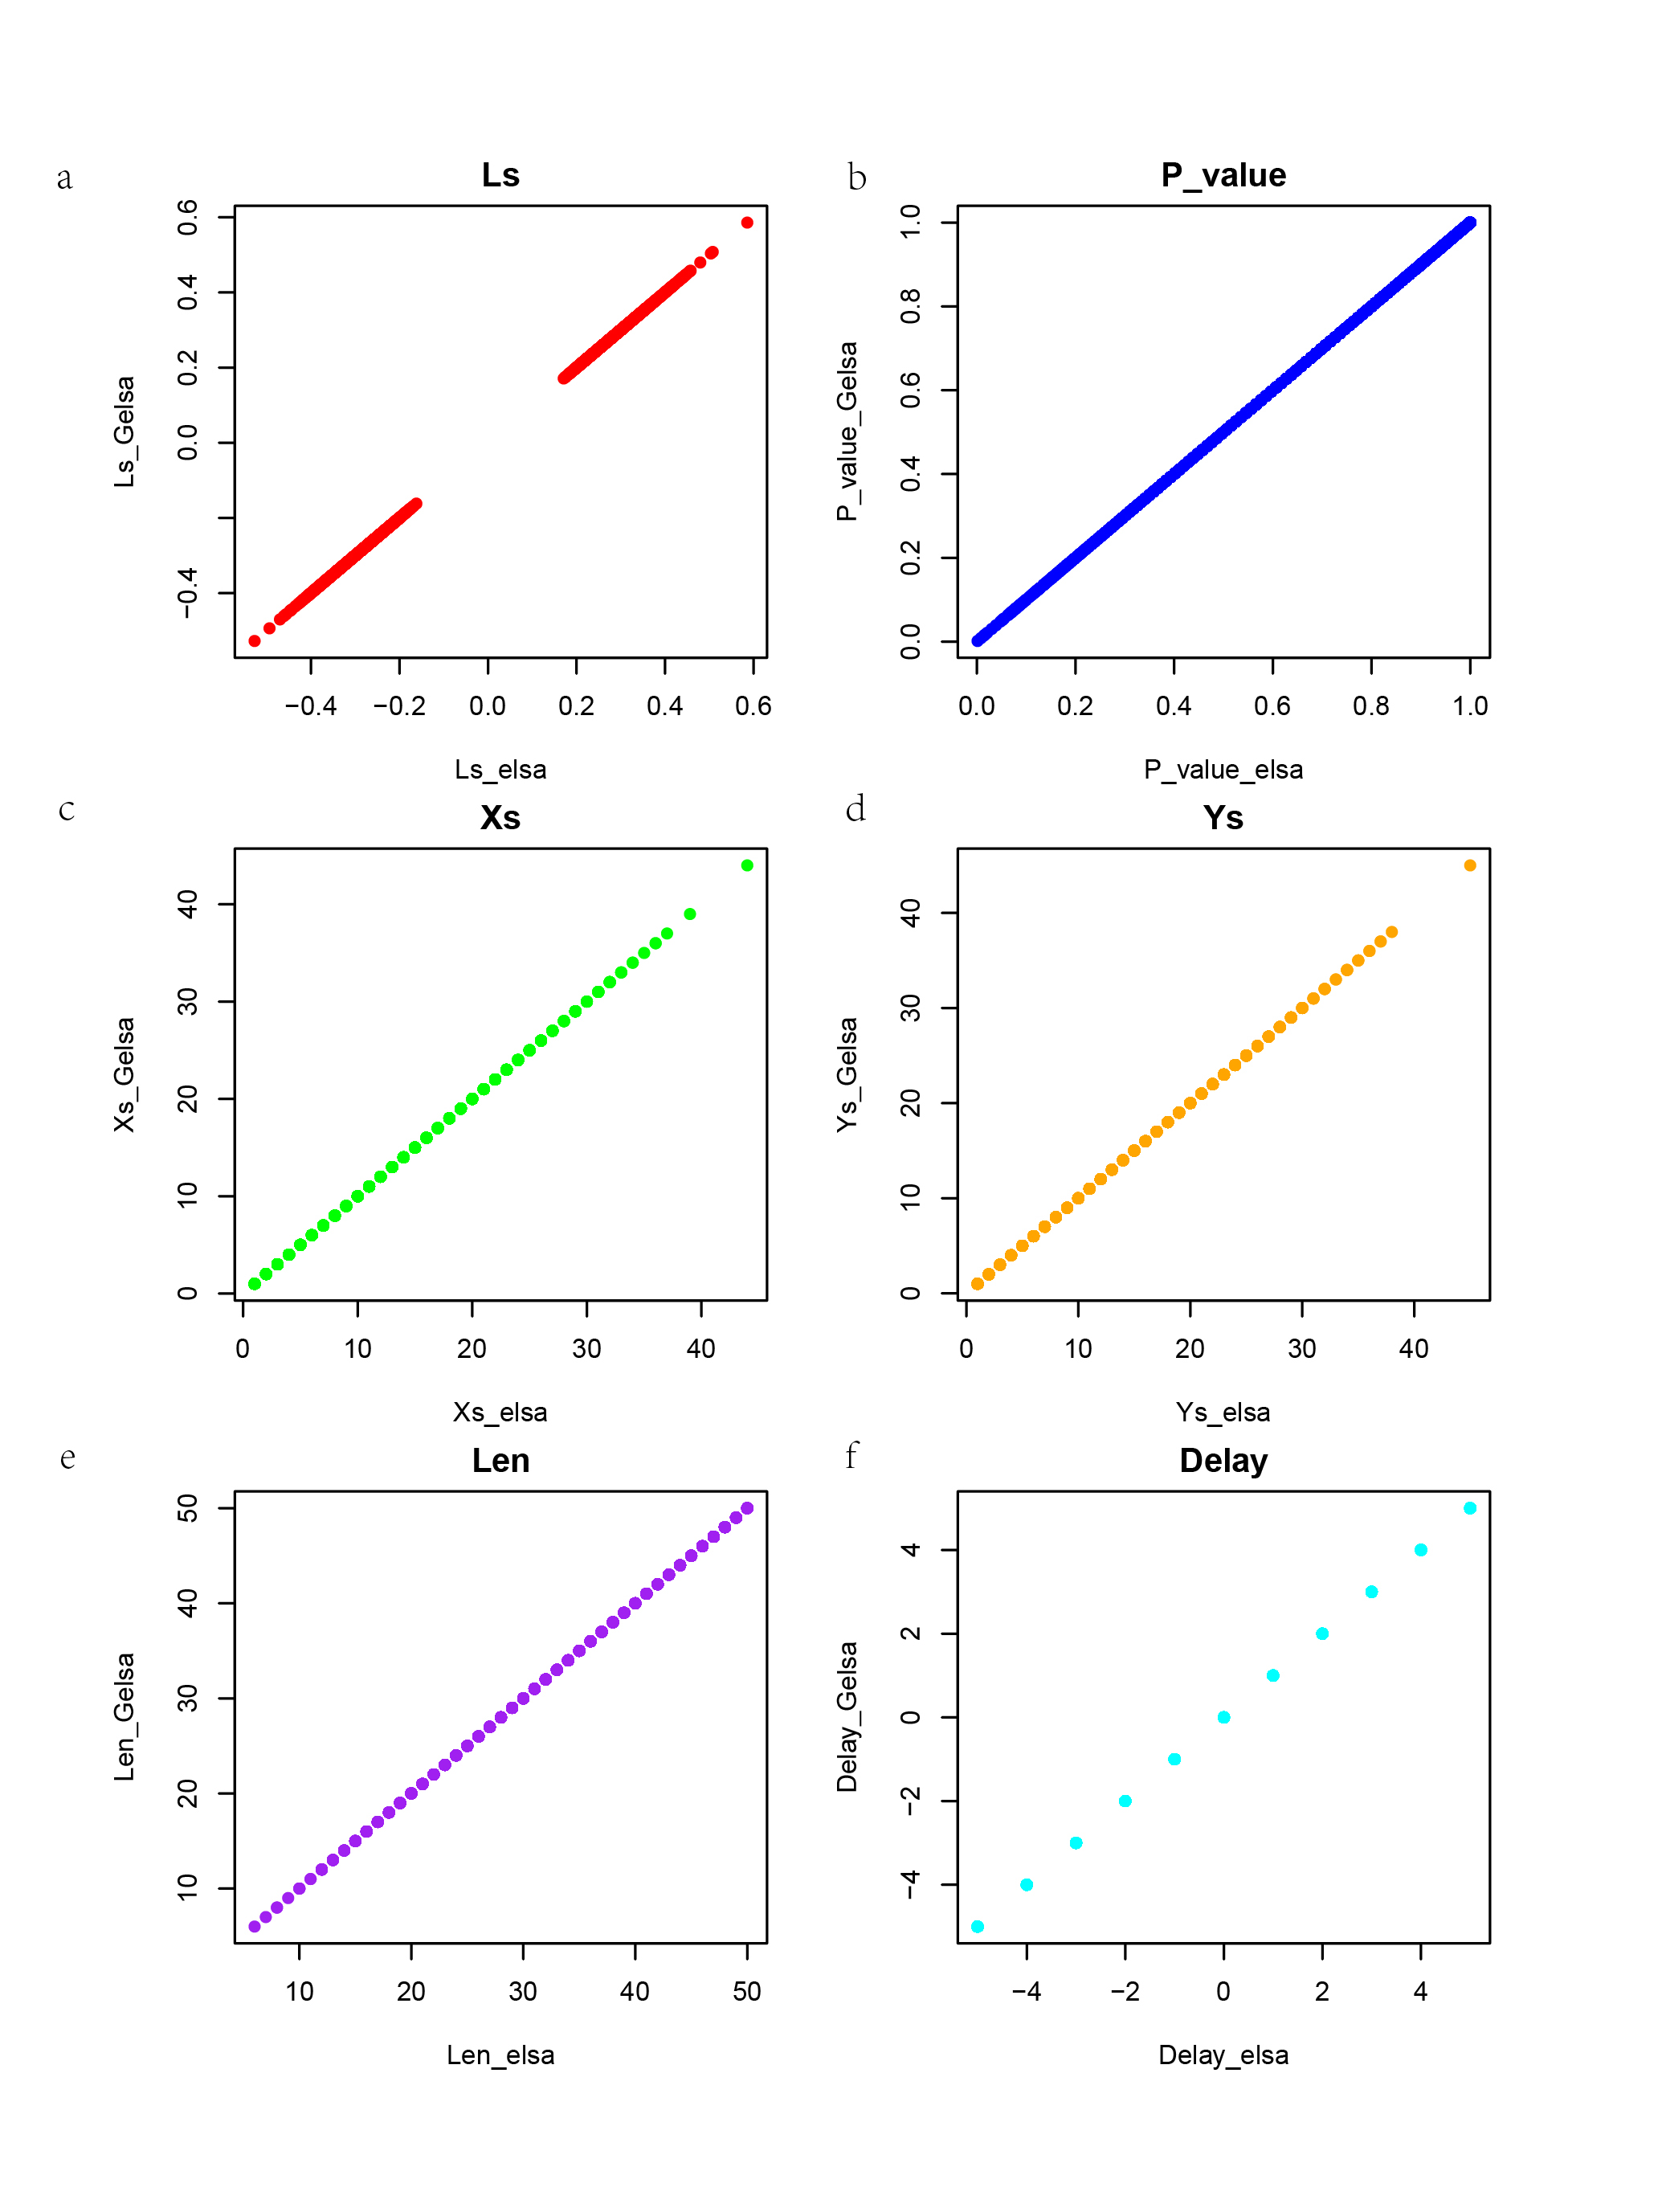 a
Ls
Ls_Gelsa
0.6
0.4
0.2
0.0
−0.4
−0.4 −0.2 0.0 0.2 0.4 0.6
Ls_elsa
b
P_value
P_value_Gelsa
1.0
0.8
0.6
0.4
0.2
0.0
0.0 0.2 0.4 0.6 0.8 1.0
P_value_elsa
c
Xs
Xs_Gelsa
40
30
20
10
0
0 10 20 30 40
Xs_elsa
d
Ys
Ys_Gelsa
40
30
20
10
0
0 10 20 30 40
Ys_elsa
e
Len
Len_Gelsa
50
40
30
20
10
10 20 30 40 50
Len_elsa
f
Delay
Delay_Gelsa
4
2
0
−2
−4
−4 −2 0 2 4
Delay_elsa